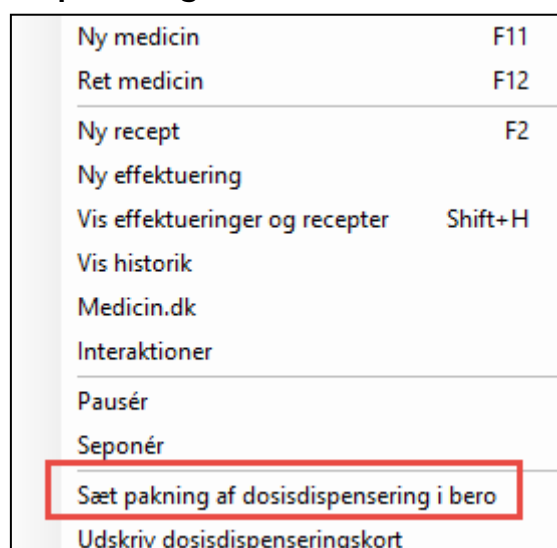 Ny medicin F11
Ret medicin F12
Ny recept F2
Ny effektuering
Vis effektueringer og recepter Shift+H
Vis historik
Medicin.dk
Interaktioner
Pausér
Seponér
Sæt pakning af dosisdispensering i bero
Udskriv dosisdispenseringskort